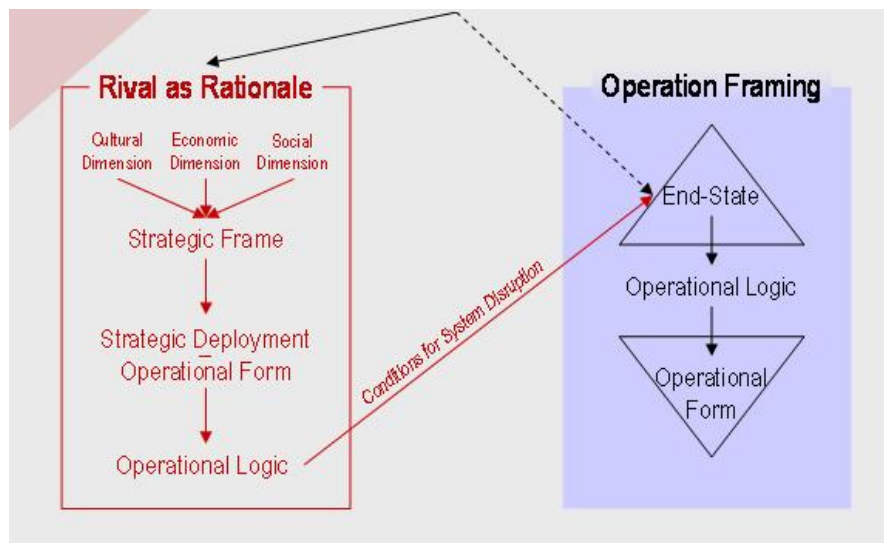 Rival as Rationale
Cultural
Dimension
Economic
Dimension
Social
Dimension
Strategic Frame
Strategic Deployment
–
Operational Form
Operational Logic
Conditions for System Disruption
Operation Framing
End-State
Operational Logic
Operational
Form